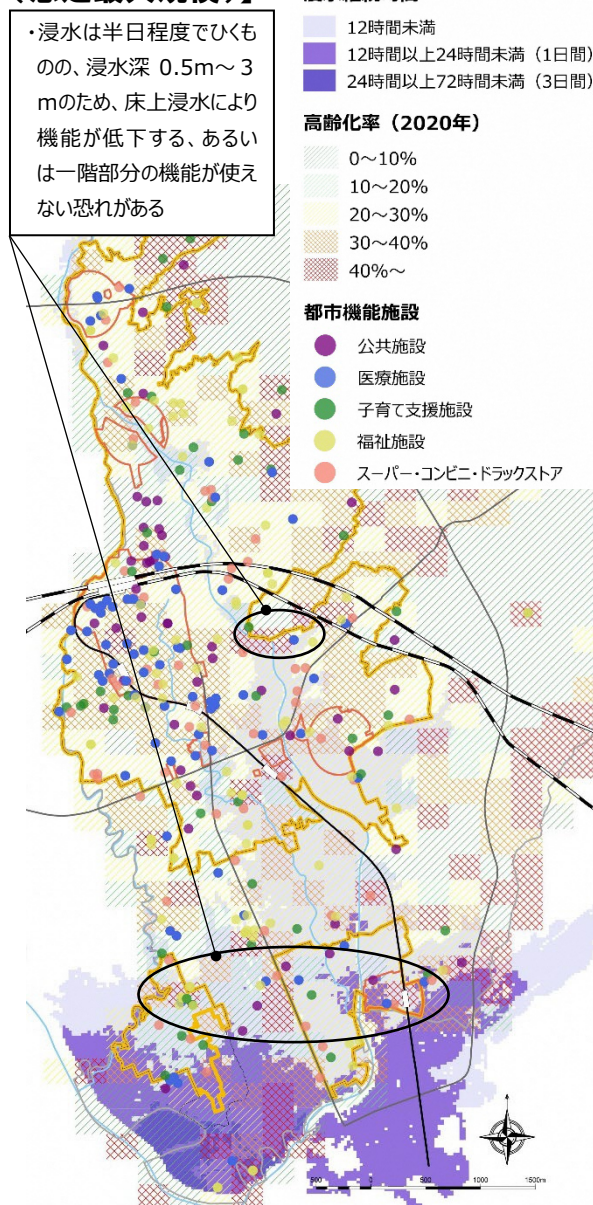 ・浸水は半日程度でひくも
のの、浸水深 0.5m～3
mのため、床上浸水により
機能が低下する、あるい
は一階部分の機能が使え
ない恐れがある
12時間未満
12時間以上24時間未満（1日間）
24時間以上72時間未満（3日間）
高齢化率（2020年）
0～10%
10～20%
20～30%
30～40%
40%～
都市機能施設
公共施設
医療施設
子育て支援施設
福祉施設
スーパー・コンビニ・ドラックストア
500 0 500 1000 1500m